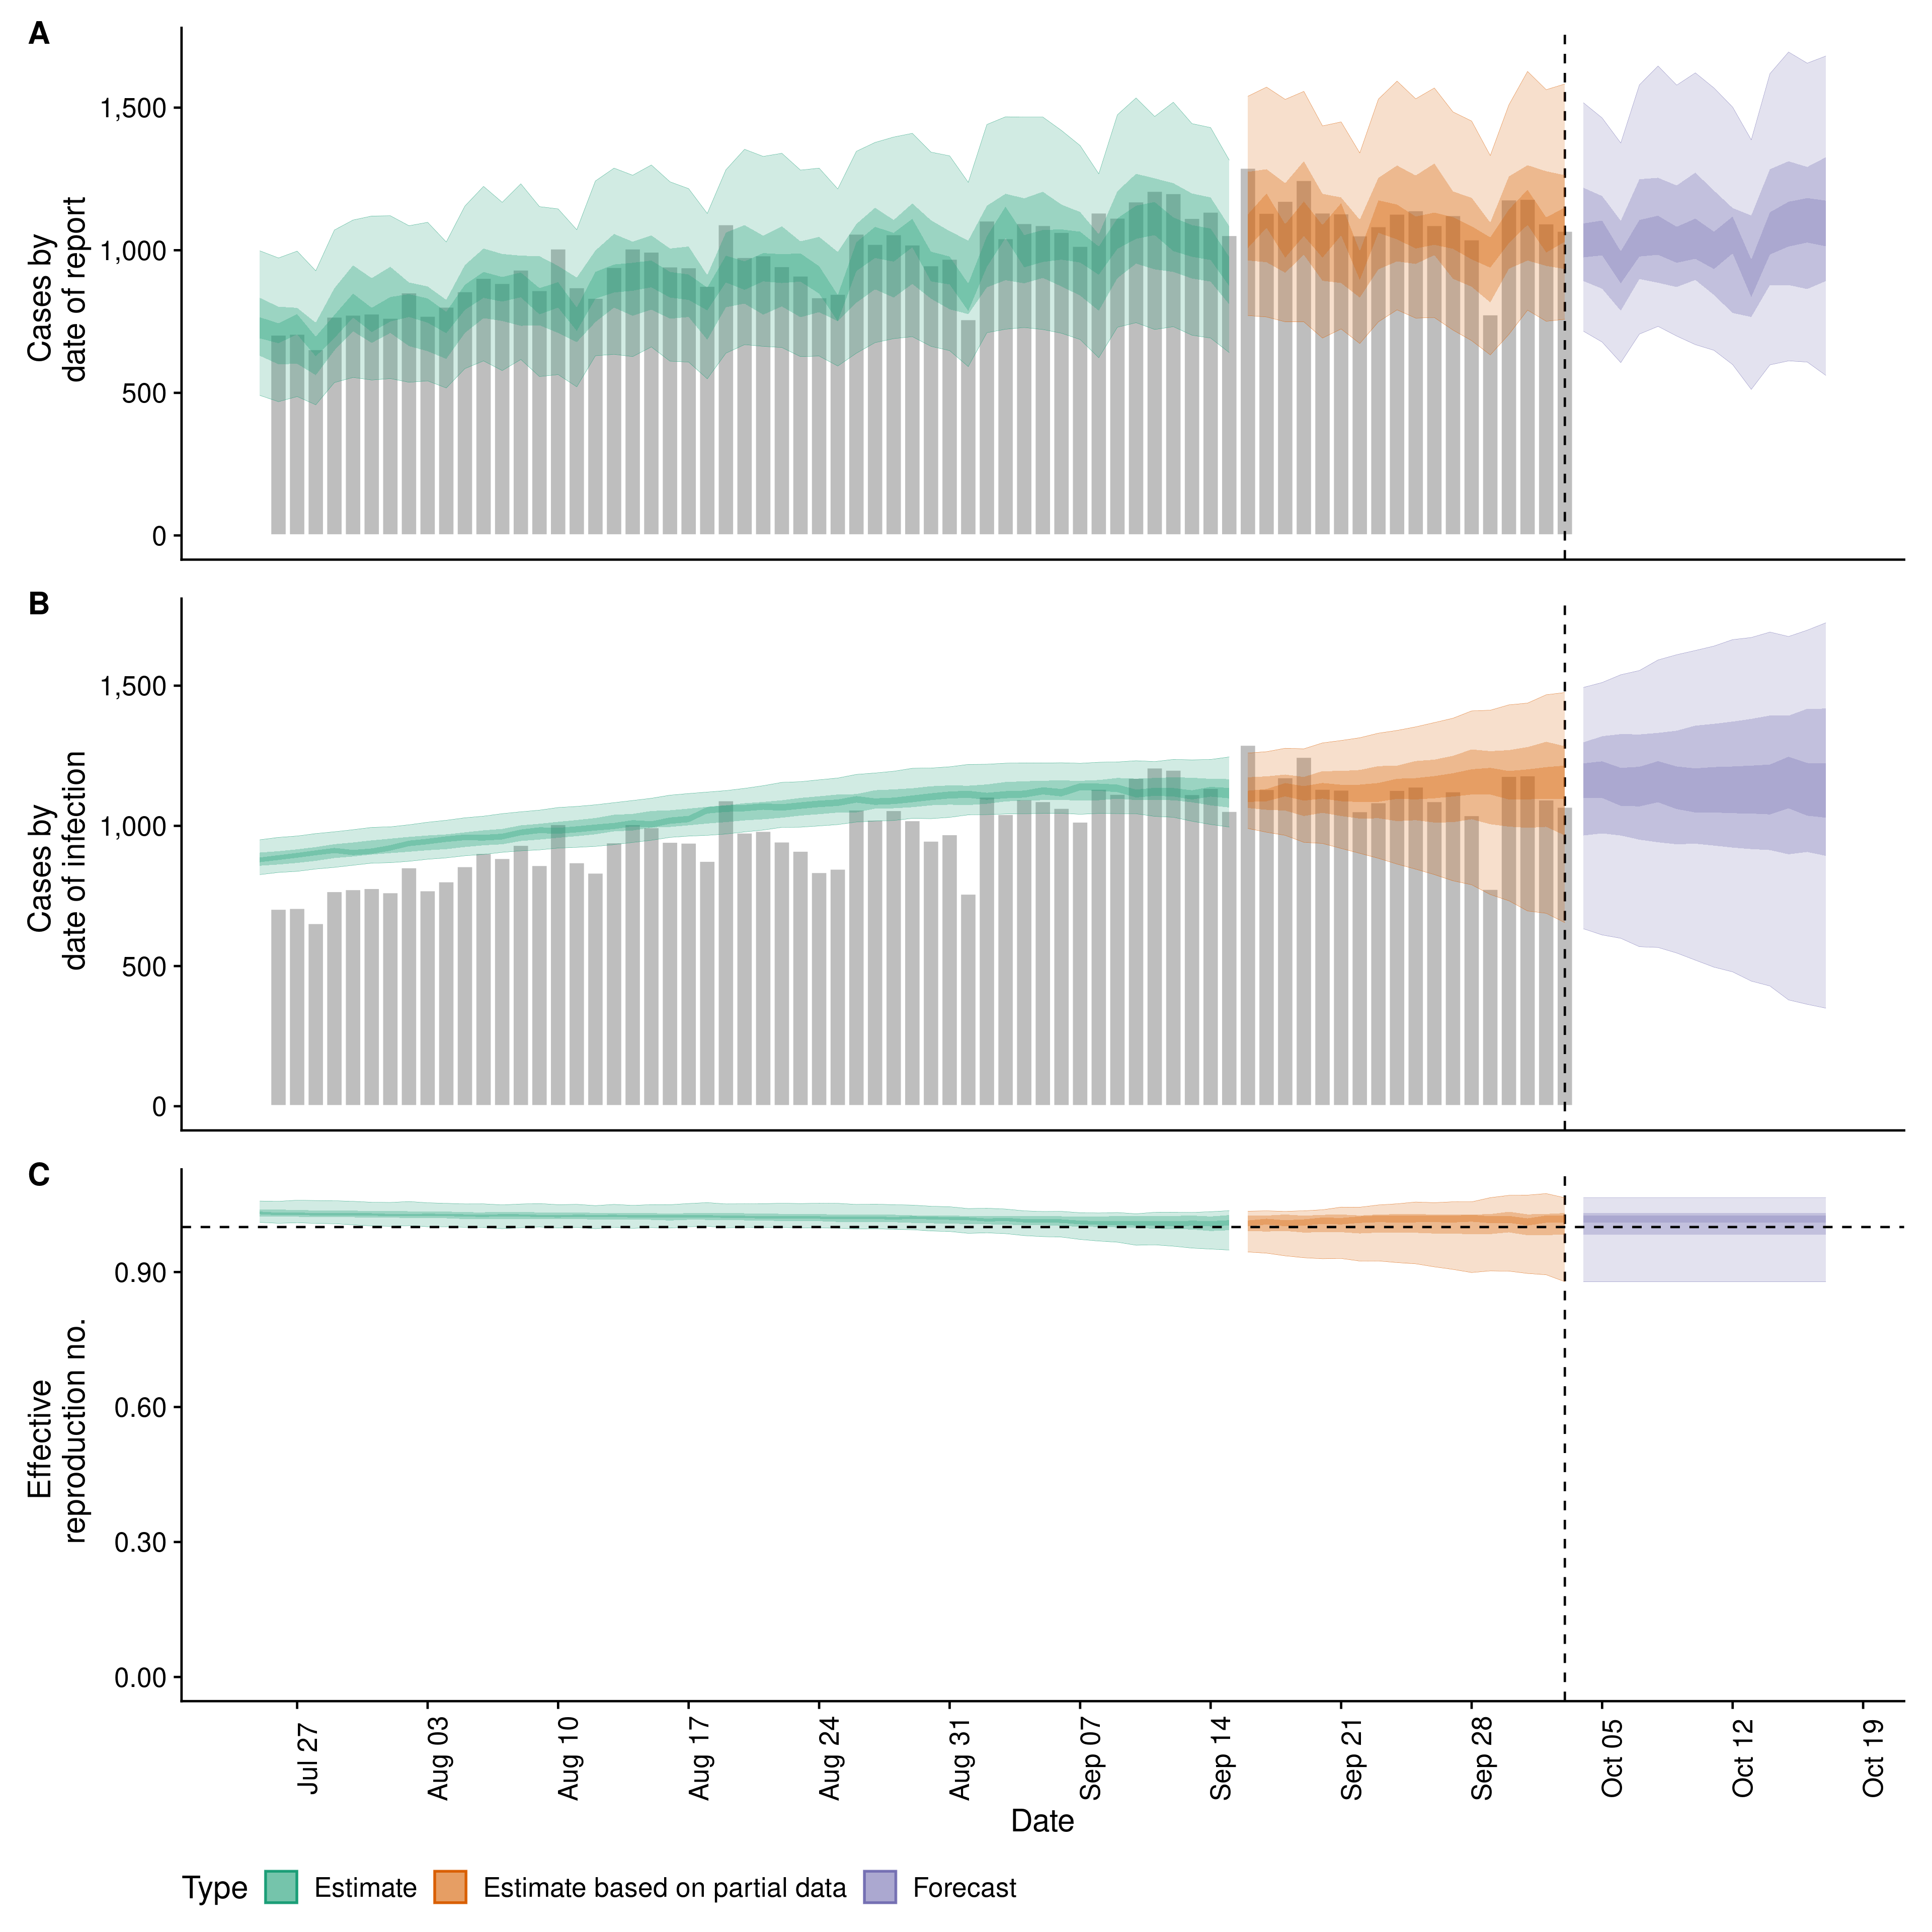 A
Cases by
date of report
1,500
1,000
500
0
B
Cases by
date of infection
1,500
1,000
500
0
C
Effective
reproduction no.
0.90
0.60
0.30
0.00
Jul 27
Aug 03
Aug 10
Aug 17
Aug 24
Aug 31
Sep 07
Sep 14
Sep 21
Sep 28
Oct 05
Oct 12
Oct 19
Date
Type Estimate Estimate based on partial data Forecast